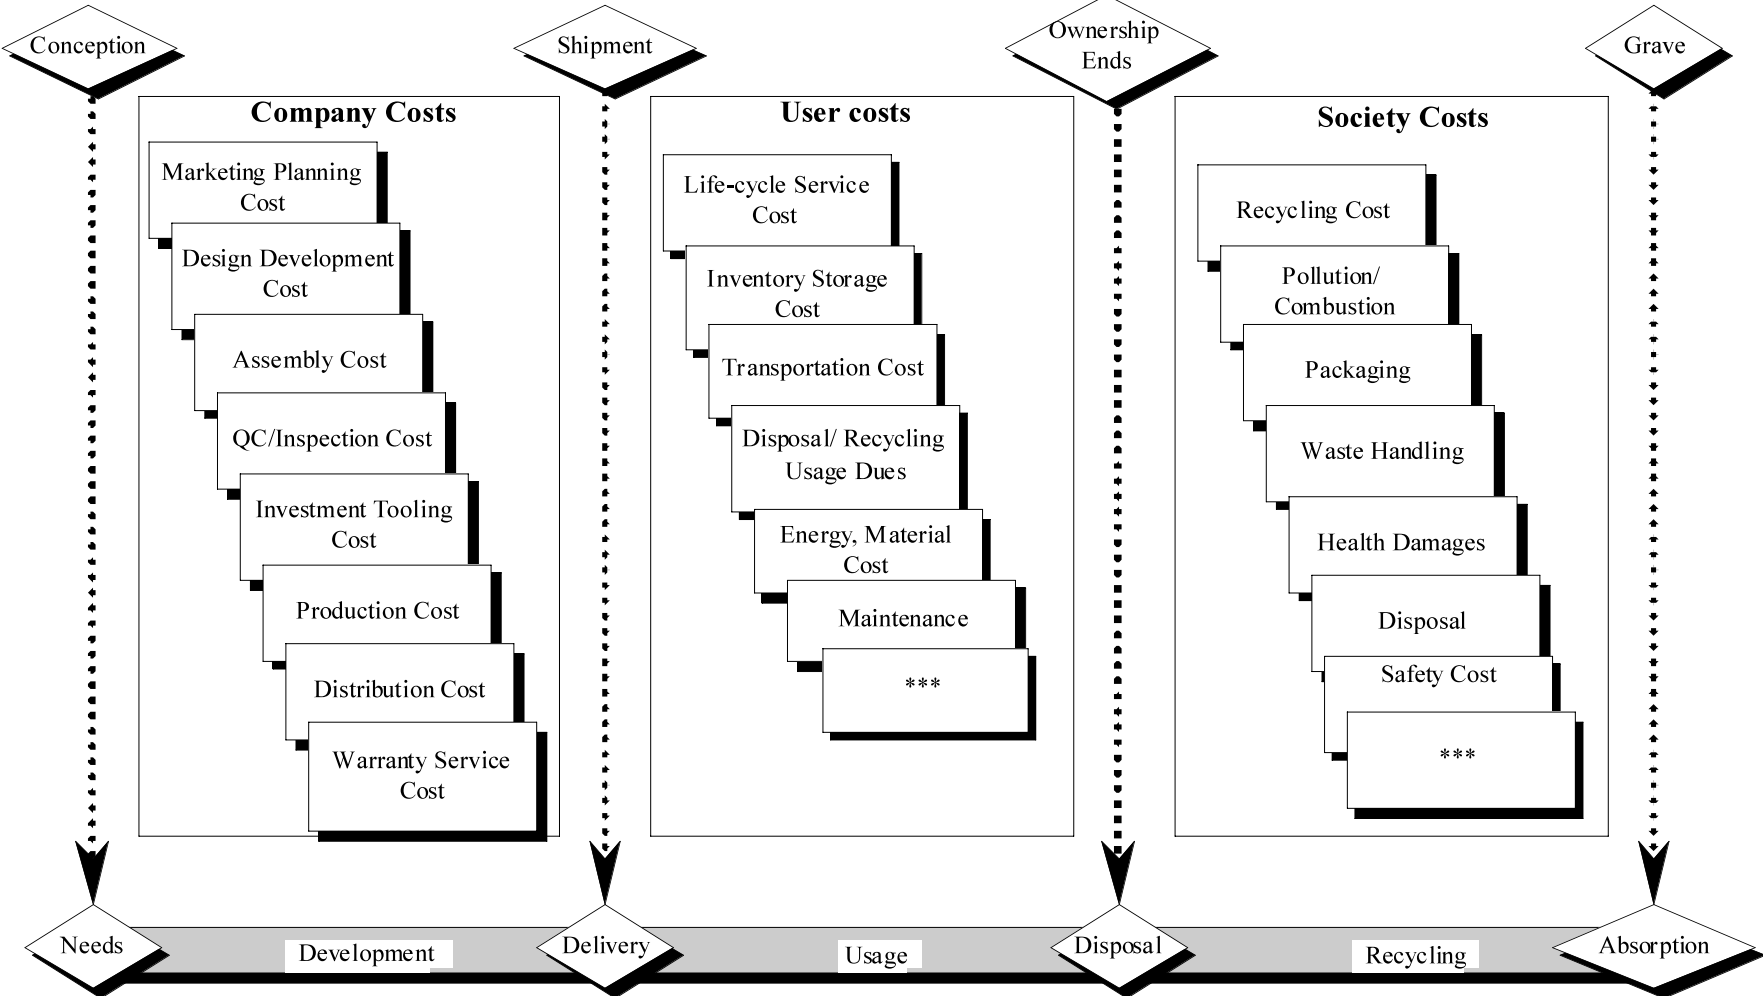 Conception
Shipment
Ownership
Ends
Grave
Company Costs
Marketing Planning
Cost
Design Development
Cost
Assembly Cost
QC/Inspection Cost
Investment Tooling
Cost
Production Cost
Distribution Cost
Warranty Service
Cost
User costs
Life-cycle Service
Cost
Inventory Storage
Cost
Transportation Cost
Disposal/ Recycling
Usage Dues
Energy, Material
Cost
Maintenance
***
Society Costs
Recycling Cost
Pollution/
Combustion
Packaging
Waste Handling
Health Damages
Disposal
Safety Cost
***
Needs
Development
Delivery
Usage
Disposal
Recycling
Absorption